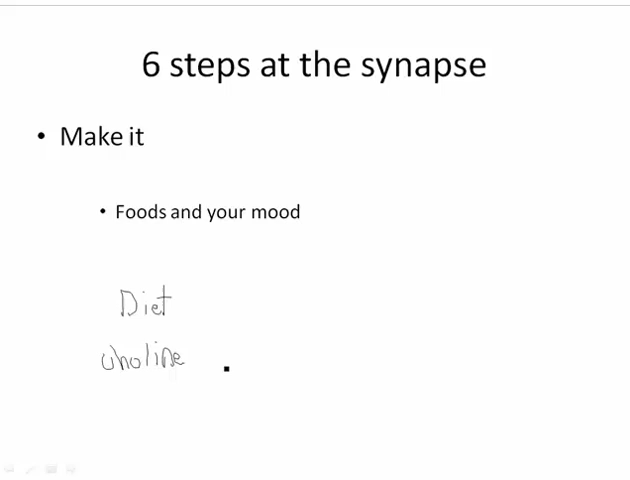 6 steps at the synapse
• Make it
• Foods and your mood
Diet
choline